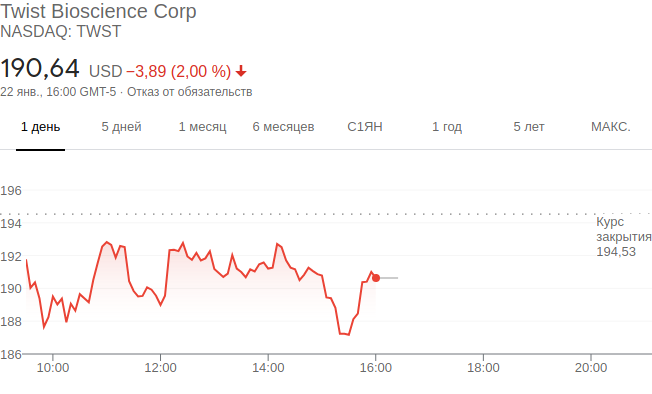 Twist Bioscience Corp
NASDAQ: TWST
190,64 USD −3,89 (2,00 %)
22 янв., 16:00 GMT-5 · Отказ от обязательств
1 день 5 дней 1 месяц 6 месяцев С1ЯН 1 год 5 лет МАКС.
196
194
Курс
закрытия
194,53
192
190
188
186
10:00 12:00 14:00 16:00 18:00 20:00